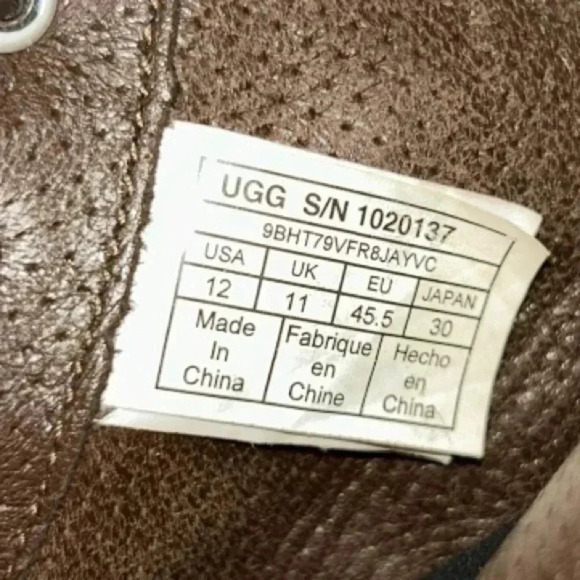 UGG S/N 1020137
9BHT79VFR8JAYVC
USA UK EU JAPAN
12 11 45.5 30
Made Fabrique Hecho
In en en
China Chine China